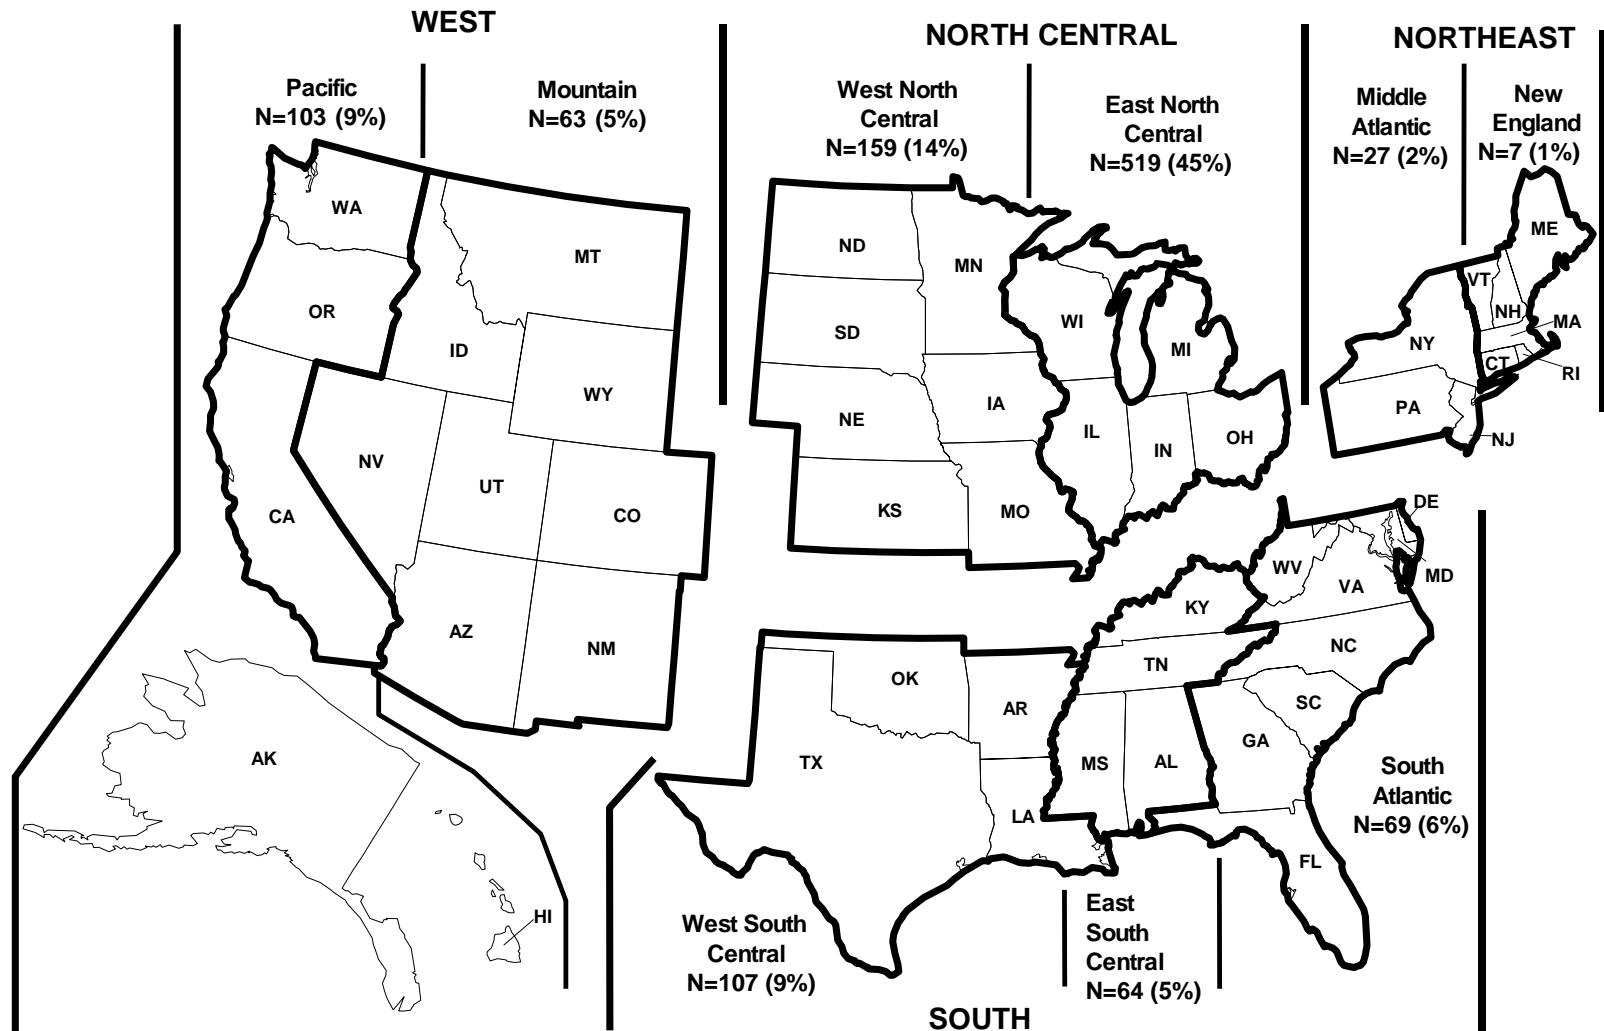 WEST
NORTH CENTRAL
NORTHEAST
Pacific
N=103 (9%)
Mountain
N=63 (5%)
West North
Central
N=159 (14%)
East North
Central
N=519 (45%)
Middle
Atlantic
N=27 (2%)
New
England
N=7 (1%)
WA
OR
CA
MT
ID
WY
NV
UT
CO
AZ
NM
AK
HI
ND
MN
SD
NE
IA
KS
MO
WI
MI
IL
IN
OH
ME
VT
NH
MA
NY
CT
RI
PA
NJ
DE
MD
WV
VA
KY
NC
TN
SC
GA
FL
OK
AR
TX
LA
MS
AL
South
Atlantic
N=69 (6%)
West South
Central
N=107 (9%)
East
South
Central
N=64 (5%)
SOUTH